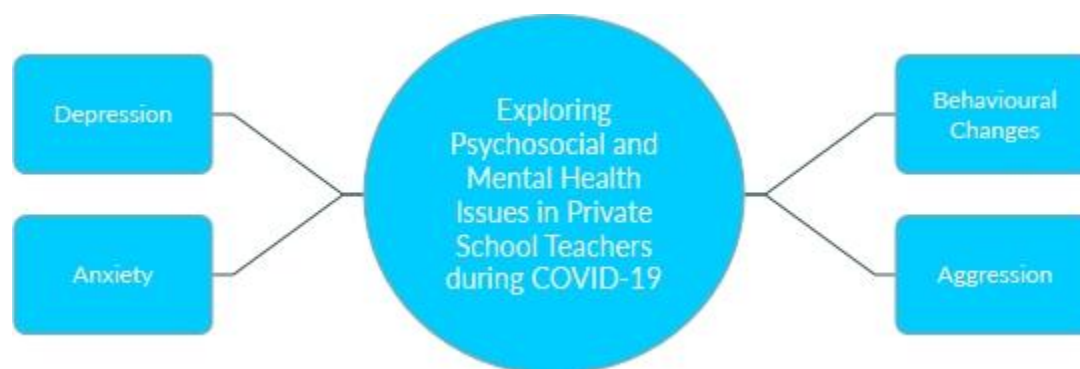 Depression
Anxiety
Exploring
Psychosocial and
Mental Health
Issues in Private
School Teachers
during COVID-19
Behavioural
Changes
Aggression